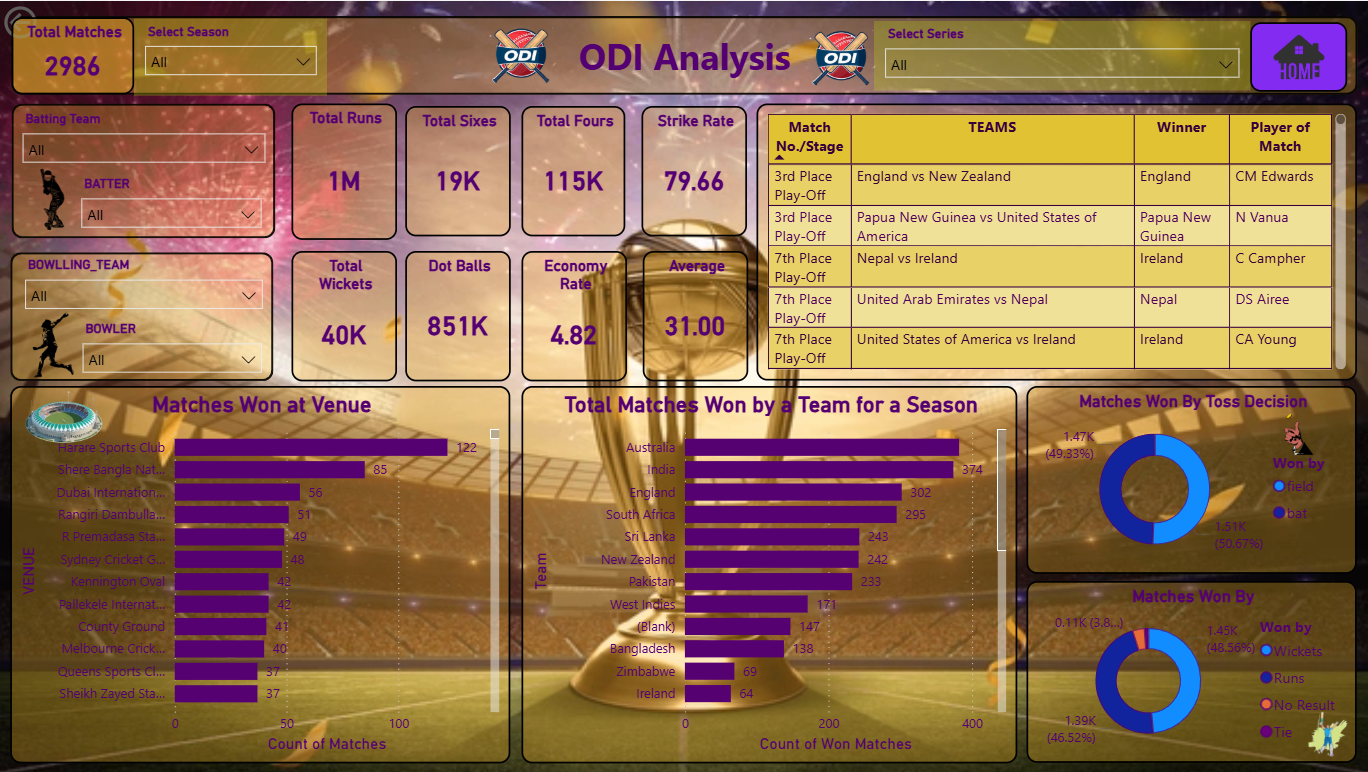 Total Matches
2986
Select Season
All
ODI
ODI Analysis
ODI
Select Series
All
HOME
Batting Team
All
BATTER
All
Total Runs
1M
Total Sixes
19K
Total Fours
115K
Strike Rate
79.66
BOWLLING_TEAM
All
BOWLER
All
Total
Wickets
40K
Dot Balls
851K
Economy
Rate
4.82
Average
31.00
Match No./Stage TEAMS Winner Player of Match
3rd Place Play-Off England vs New Zealand England CM Edwards
3rd Place Play-Off Papua New Guinea vs United States of America Papua New Guinea N Vanua
7th Place Play-Off Nepal vs Ireland Ireland C Campher
7th Place Play-Off United Arab Emirates vs Nepal Nepal DS Airee
7th Place Play-Off United States of America vs Ireland Ireland CA Young
Matches Won at Venue
VENUE
Harare Sports Club 122
Shere Bangla Nat... 85
Dubai Internation... 56
Rangiri Dambulla... 51
R Premadasa Sta... 49
Sydney Cricket G... 48
Kennington Oval 42
Pallekele Internat... 42
County Ground 41
Melbourne Crick... 40
Queens Sports Cl... 37
Sheikh Zayed Sta... 37
0 50 100
Count of Matches
Total Matches Won by a Team for a Season
Team
Australia
India 374
England 302
South Africa 295
Sri Lanka 243
New Zealand 242
Pakistan 233
West Indies 171
(Blank) 147
Bangladesh 138
Zimbabwe 69
Ireland 64
0 200 400
Count of Won Matches
Matches Won By Toss Decision
1.47K
(49.33%)
1.51K
(50.67%)
Won by
field
bat
Matches Won By
0.11K (3.8...)
1.45K
(48.56%)
1.39K
(46.52%)
Won by
Wickets
Runs
No Result
Tie